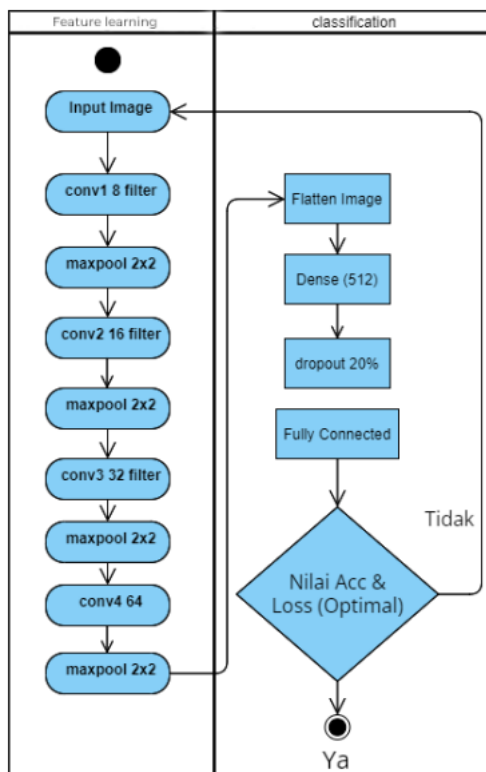 Feature learning
classification
Input Image
conv1 8 filter
maxpool 2x2
conv2 16 filter
maxpool 2x2
conv3 32 filter
maxpool 2x2
conv4 64
maxpool 2x2
Flatten Image
Dense (512)
dropout 20%
Fully Connected
Nilai Acc &
Loss (Optimal)
Tidak
Ya